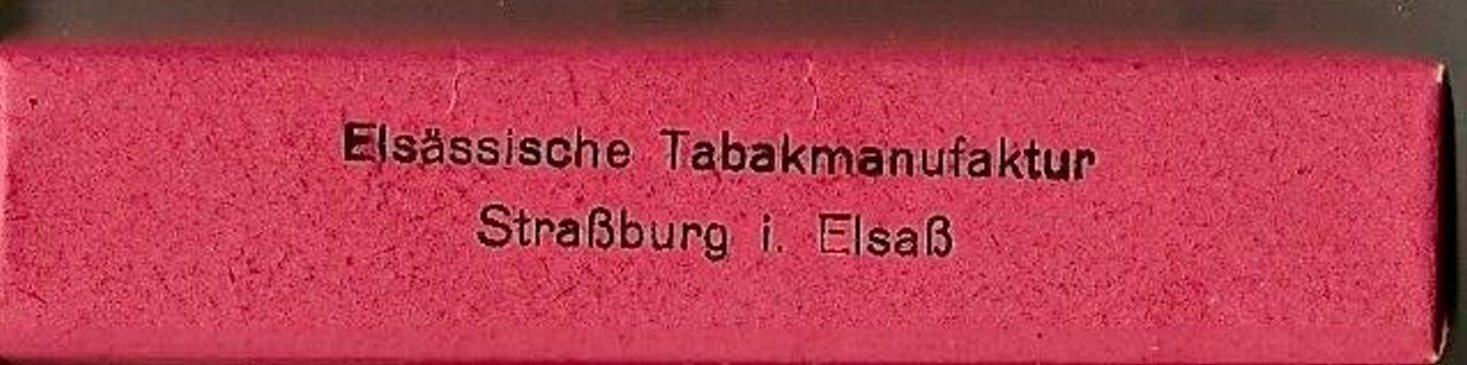 Elsässische Tabakmanufaktur
Straßburg i. Elsaß